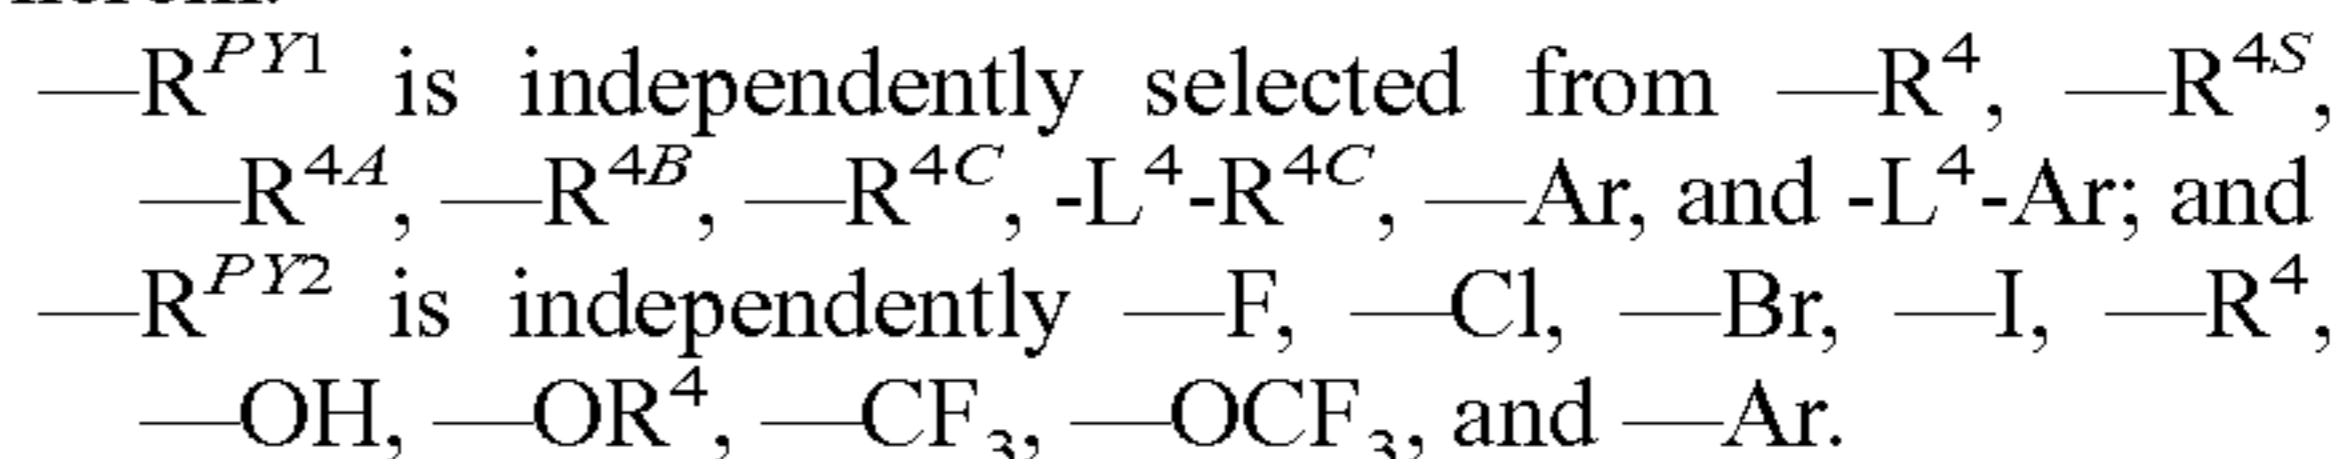 —R^{PY1} is independently selected from —R^4, —R^{4S},
—R^{4A}, —R^{4B}, —R^{4C}, -L^4-R^{4C}, —Ar, and -L^4-Ar; and
—R^{PY2} is independently —F, —Cl, —Br, —I, —R^4,
—OH, —OR^4, —CF_3, —OCF_3, and —Ar.